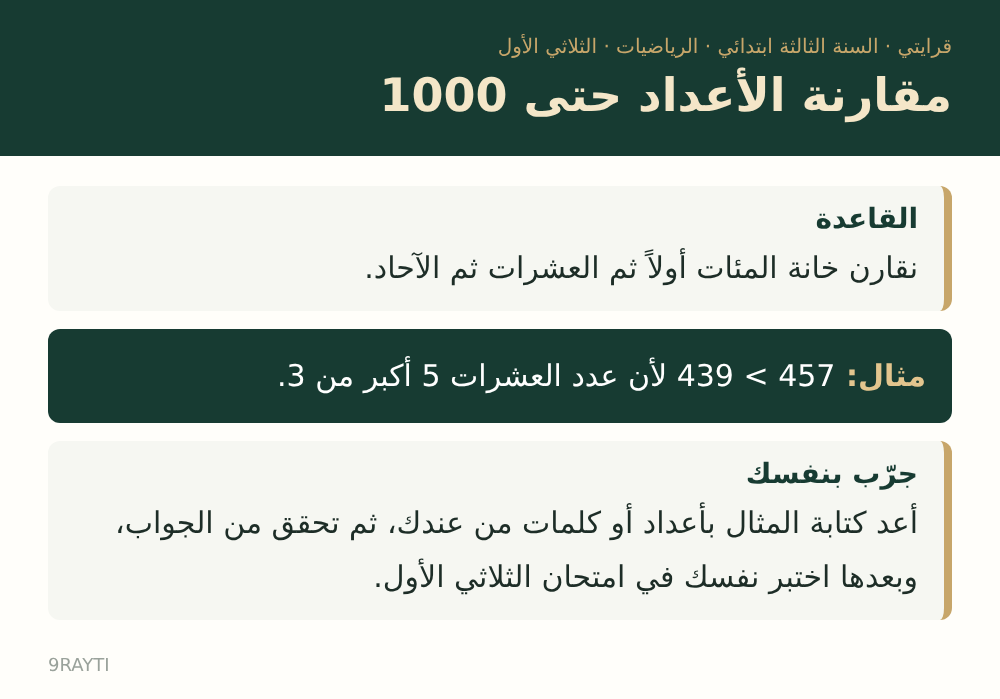 قرايتي · السنة الثالثة ابتدائي · الرياضيات · الثلاثي الأول
مقارنة الأعداد حتى 1000
القاعدة
نقارن خانة المئات أولاً ثم العشرات ثم الآحاد.
مثال: 457 > 439 لأن عدد العشرات 5 أكبر من 3.
جرّب بنفسك
أعد كتابة المثال بأعداد أو كلمات من عندك، ثم تحقق من الجواب،
وبعدها اختبر نفسك في امتحان الثلاثي الأول.
9RAYTI